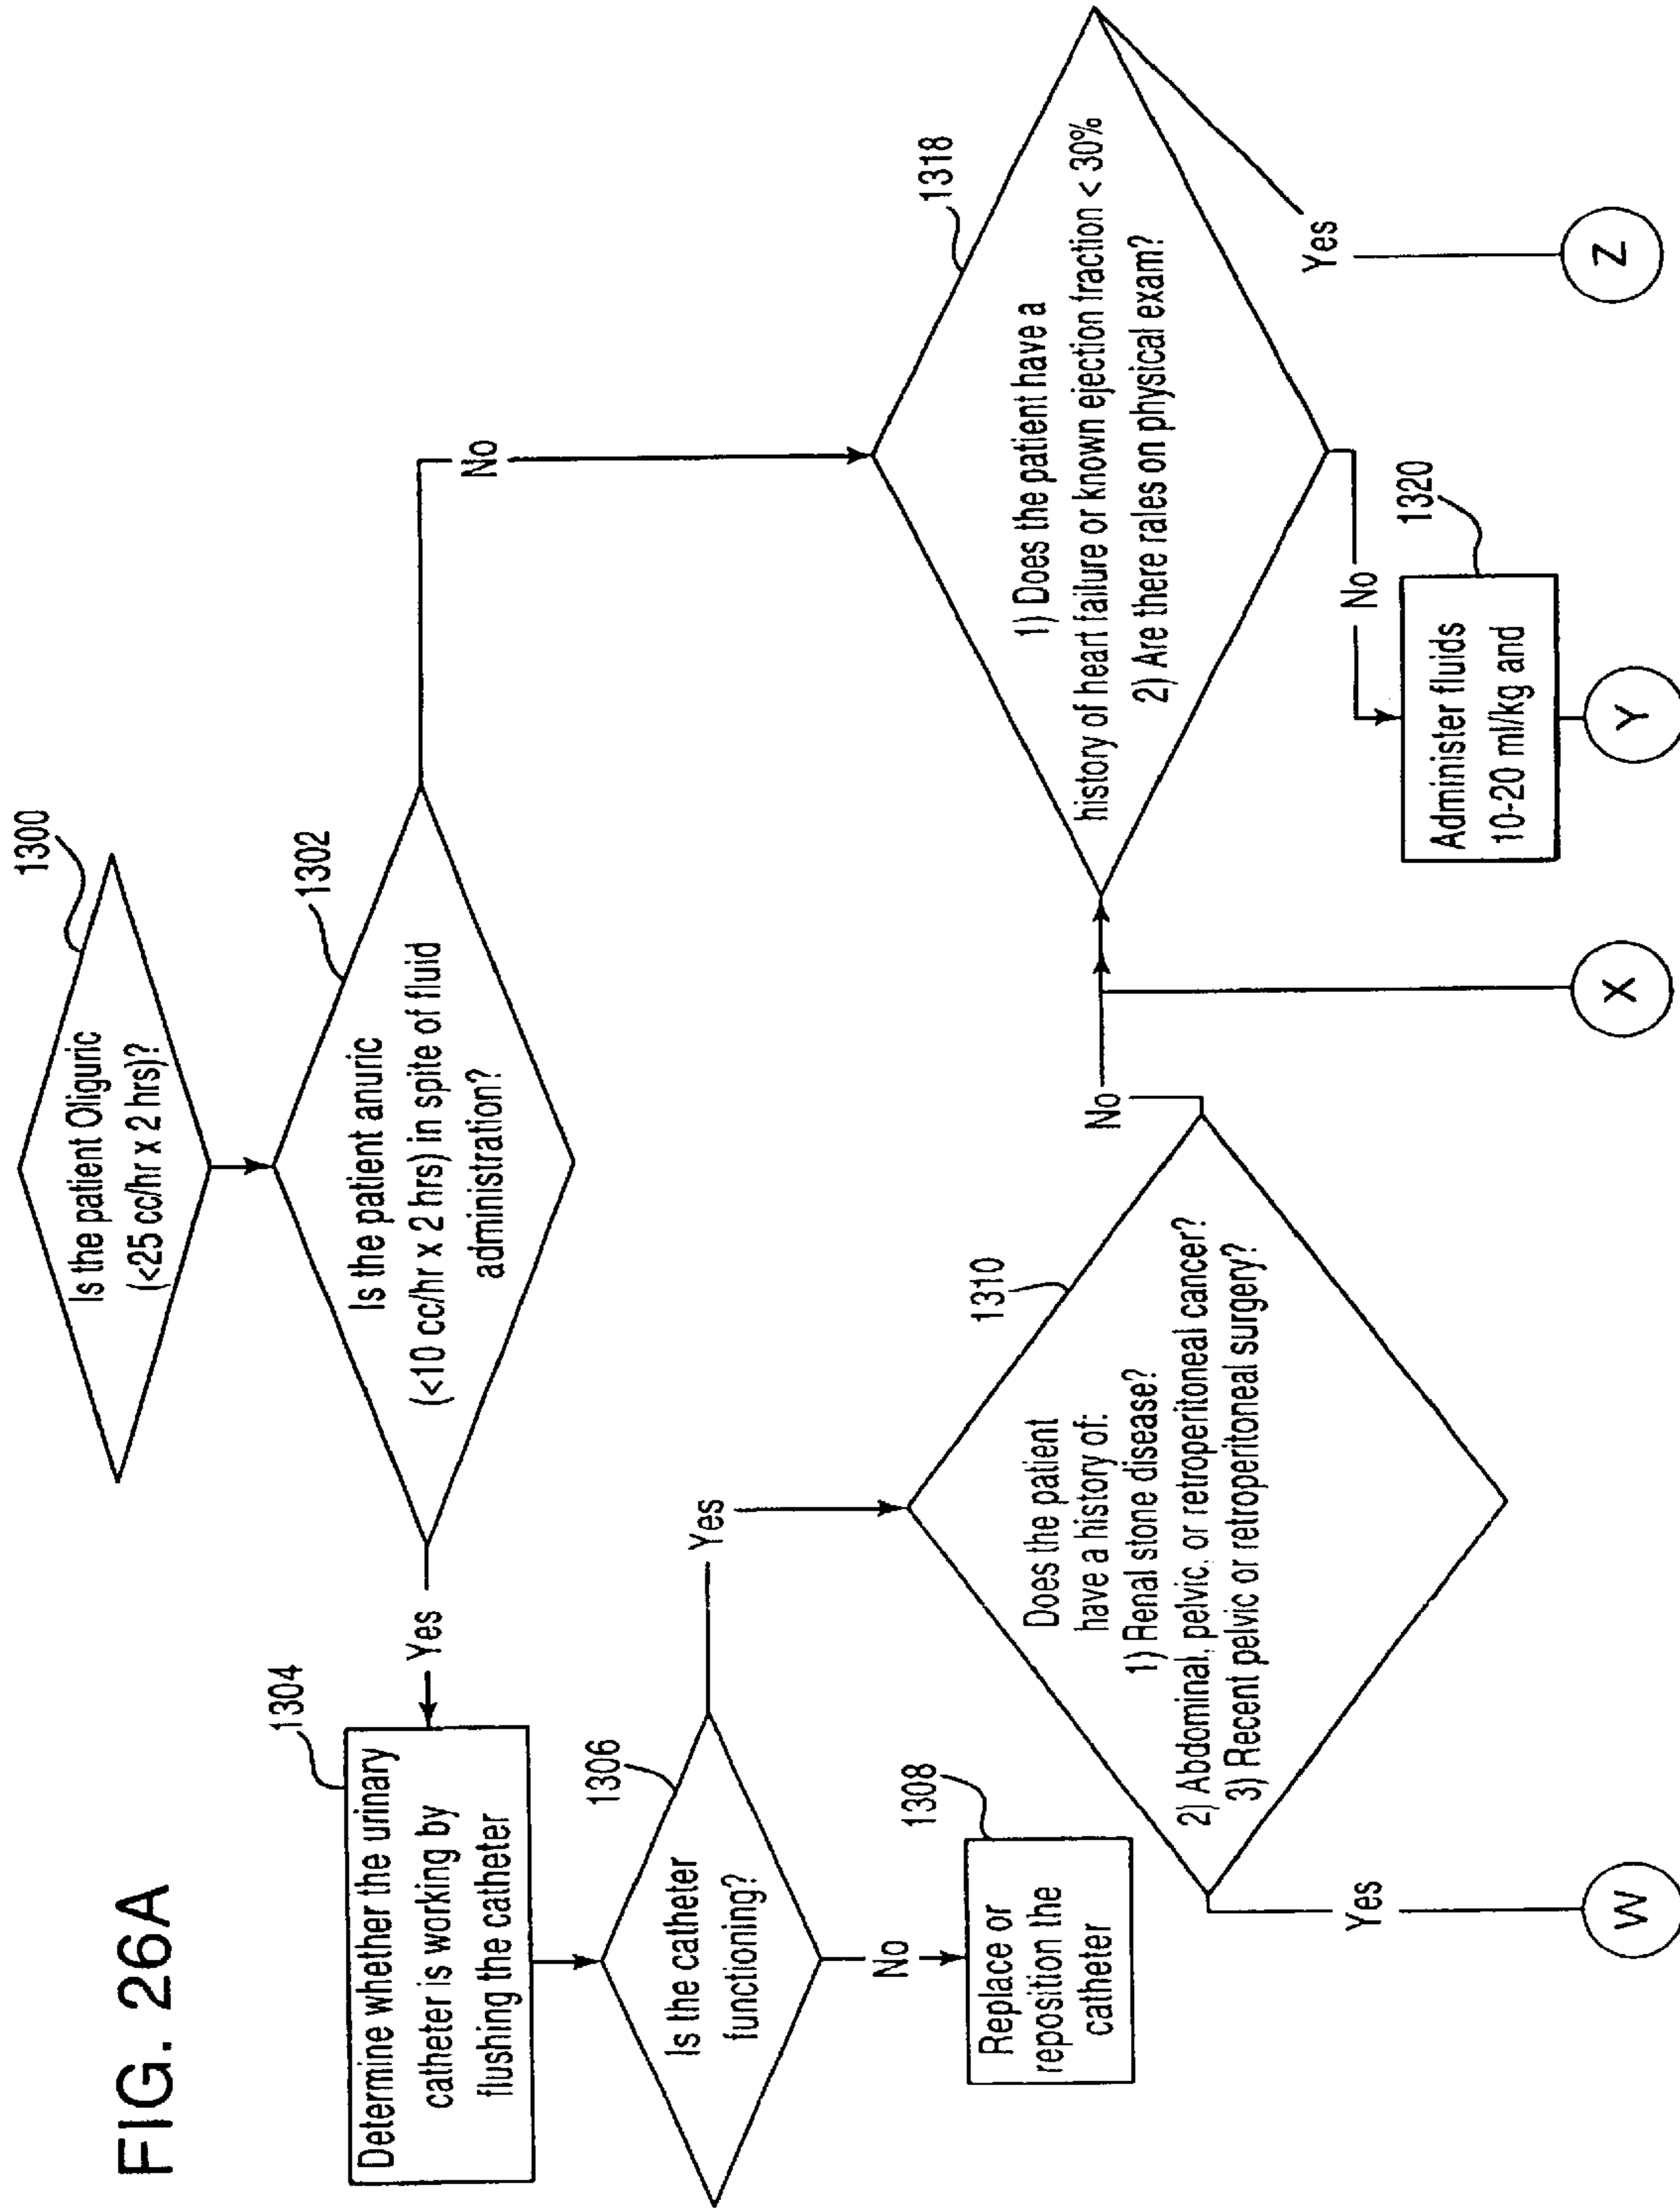 FIG. 26A
1300
Is the patient Oliguric
(<25 cc/hr x 2 hrs)?
1302
Is the patient anuric
(<10 cc/hr x 2 hrs) in spite of fluid
administration?
Yes
No
1304
Determine whether the urinary
catheter is working by
flushing the catheter
1306
Is the catheter
functioning?
Yes
No
1308
Replace or
reposition the
catheter
1310
Does the patient
have a history of:
1) Renal stone disease?
2) Abdominal, pelvic, or retroperitoneal cancer?
3) Recent pelvic or retroperitoneal surgery?
No
Yes
1318
1) Does the patient have a
history of heart failure or known ejection fraction < 30%
2) Are there rales on physical exam?
Yes
No
1320
Administer fluids
10-20 ml/kg and
W
X
Y
Z